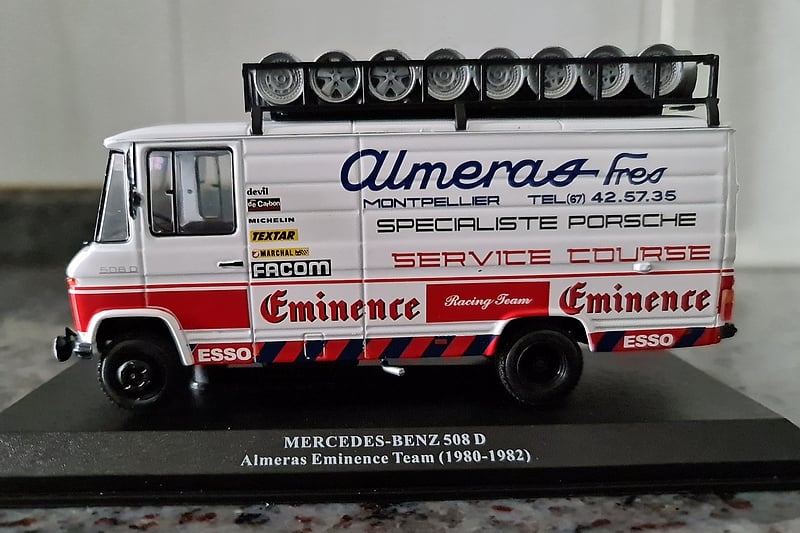 almeras Fres
MONTPELLIER TEL(67) 42.57.35
SPECIALISTE PORSCHE
SERVICE COURSE
devil
de Carbon
MICHELIN
TEXTAR
MARCHAL
FACOM
508 D
Eminence Racing Team Eminence
ESSO ESSO
MERCEDES-BENZ 508 D
Almeras Eminence Team (1980-1982)